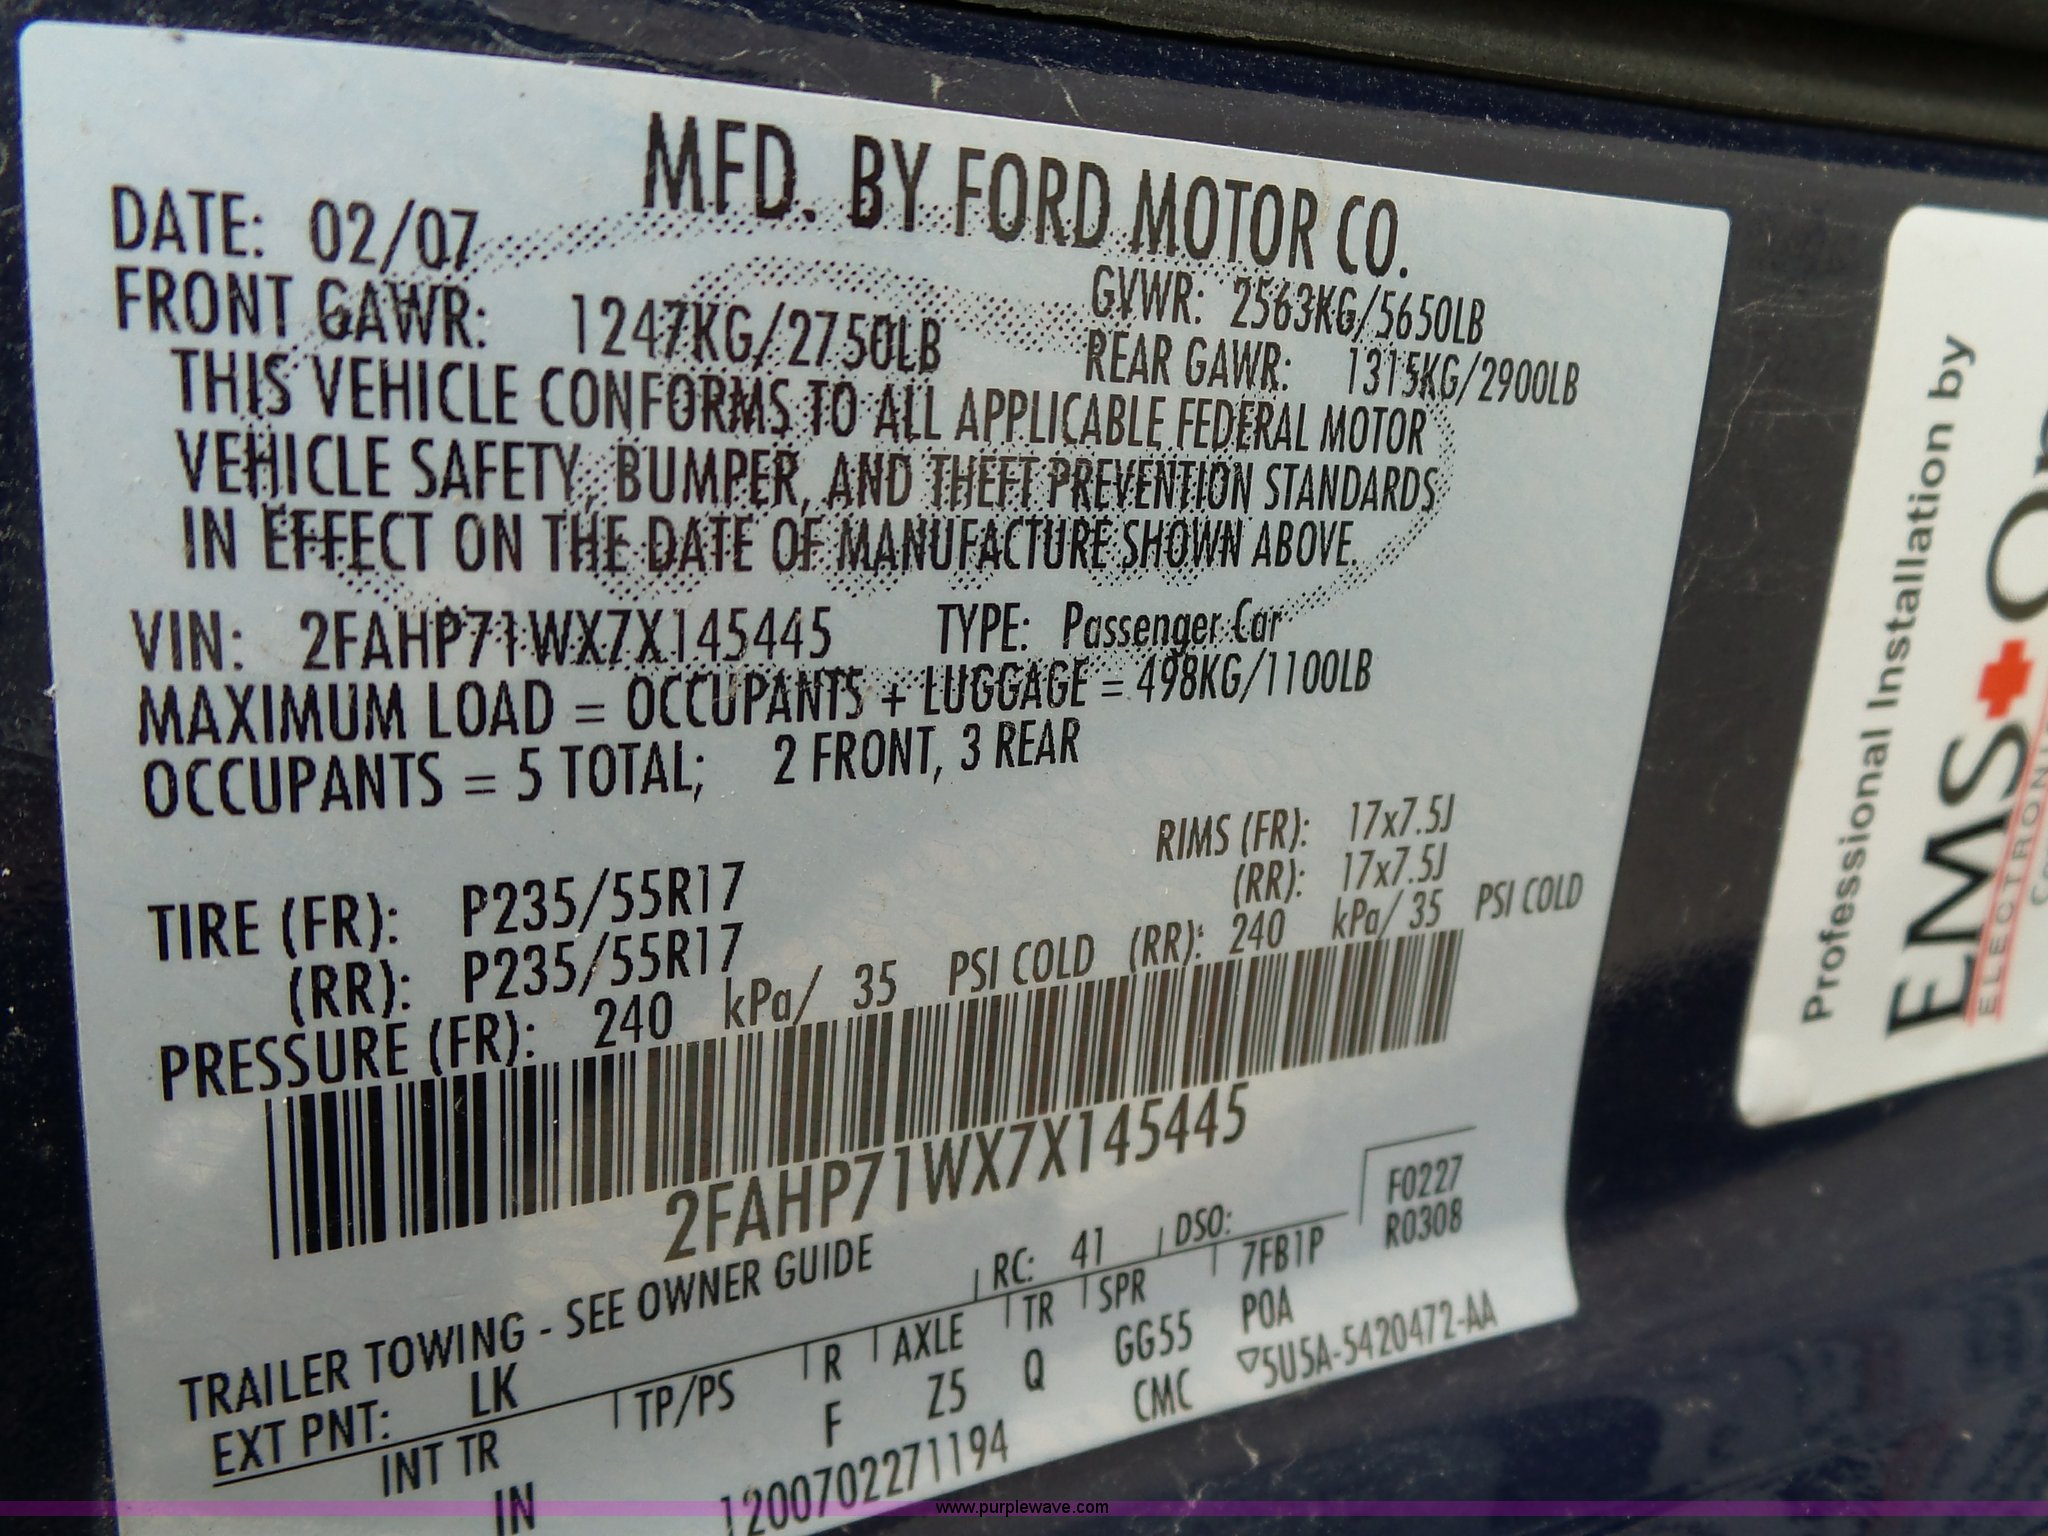 MFD. BY FORD MOTOR CO.
DATE: 02/07
GVWR: 2563KG/5650LB
FRONT GAWR: 1247KG/2750LB
REAR GAWR: 1315KG/2900LB
THIS VEHICLE CONFORMS TO ALL APPLICABLE FEDERAL MOTOR
VEHICLE SAFETY, BUMPER, AND THEFT PREVENTION STANDARDS
IN EFFECT ON THE DATE OF MANUFACTURE SHOWN ABOVE.
VIN: 2FAHP71WX7X145445 TYPE: Passenger Car
MAXIMUM LOAD = OCCUPANTS + LUGGAGE = 498KG/1100LB
OCCUPANTS = 5 TOTAL; 2 FRONT, 3 REAR
TIRE (FR): P235/55R17 RIMS (FR): 17x7.5J
(RR): P235/55R17 (RR): 17x7.5J
PRESSURE (FR): 240 kPa/ 35 PSI COLD (RR): 240 kPa/ 35 PSI COLD
2FAHP71WX7X145445
F0227
R0308
TRAILER TOWING - SEE OWNER GUIDE
EXT PNT: LK RC: 41 DSO:
INT TR TP/PS R AXLE TR SPR 7FB1P
IN F Z5 Q GG55 POA
1200702271194 CMC ▽5U5A-5420472-AA
Professional Installation by
EMS
ELECTRONIC
www.purplewave.com